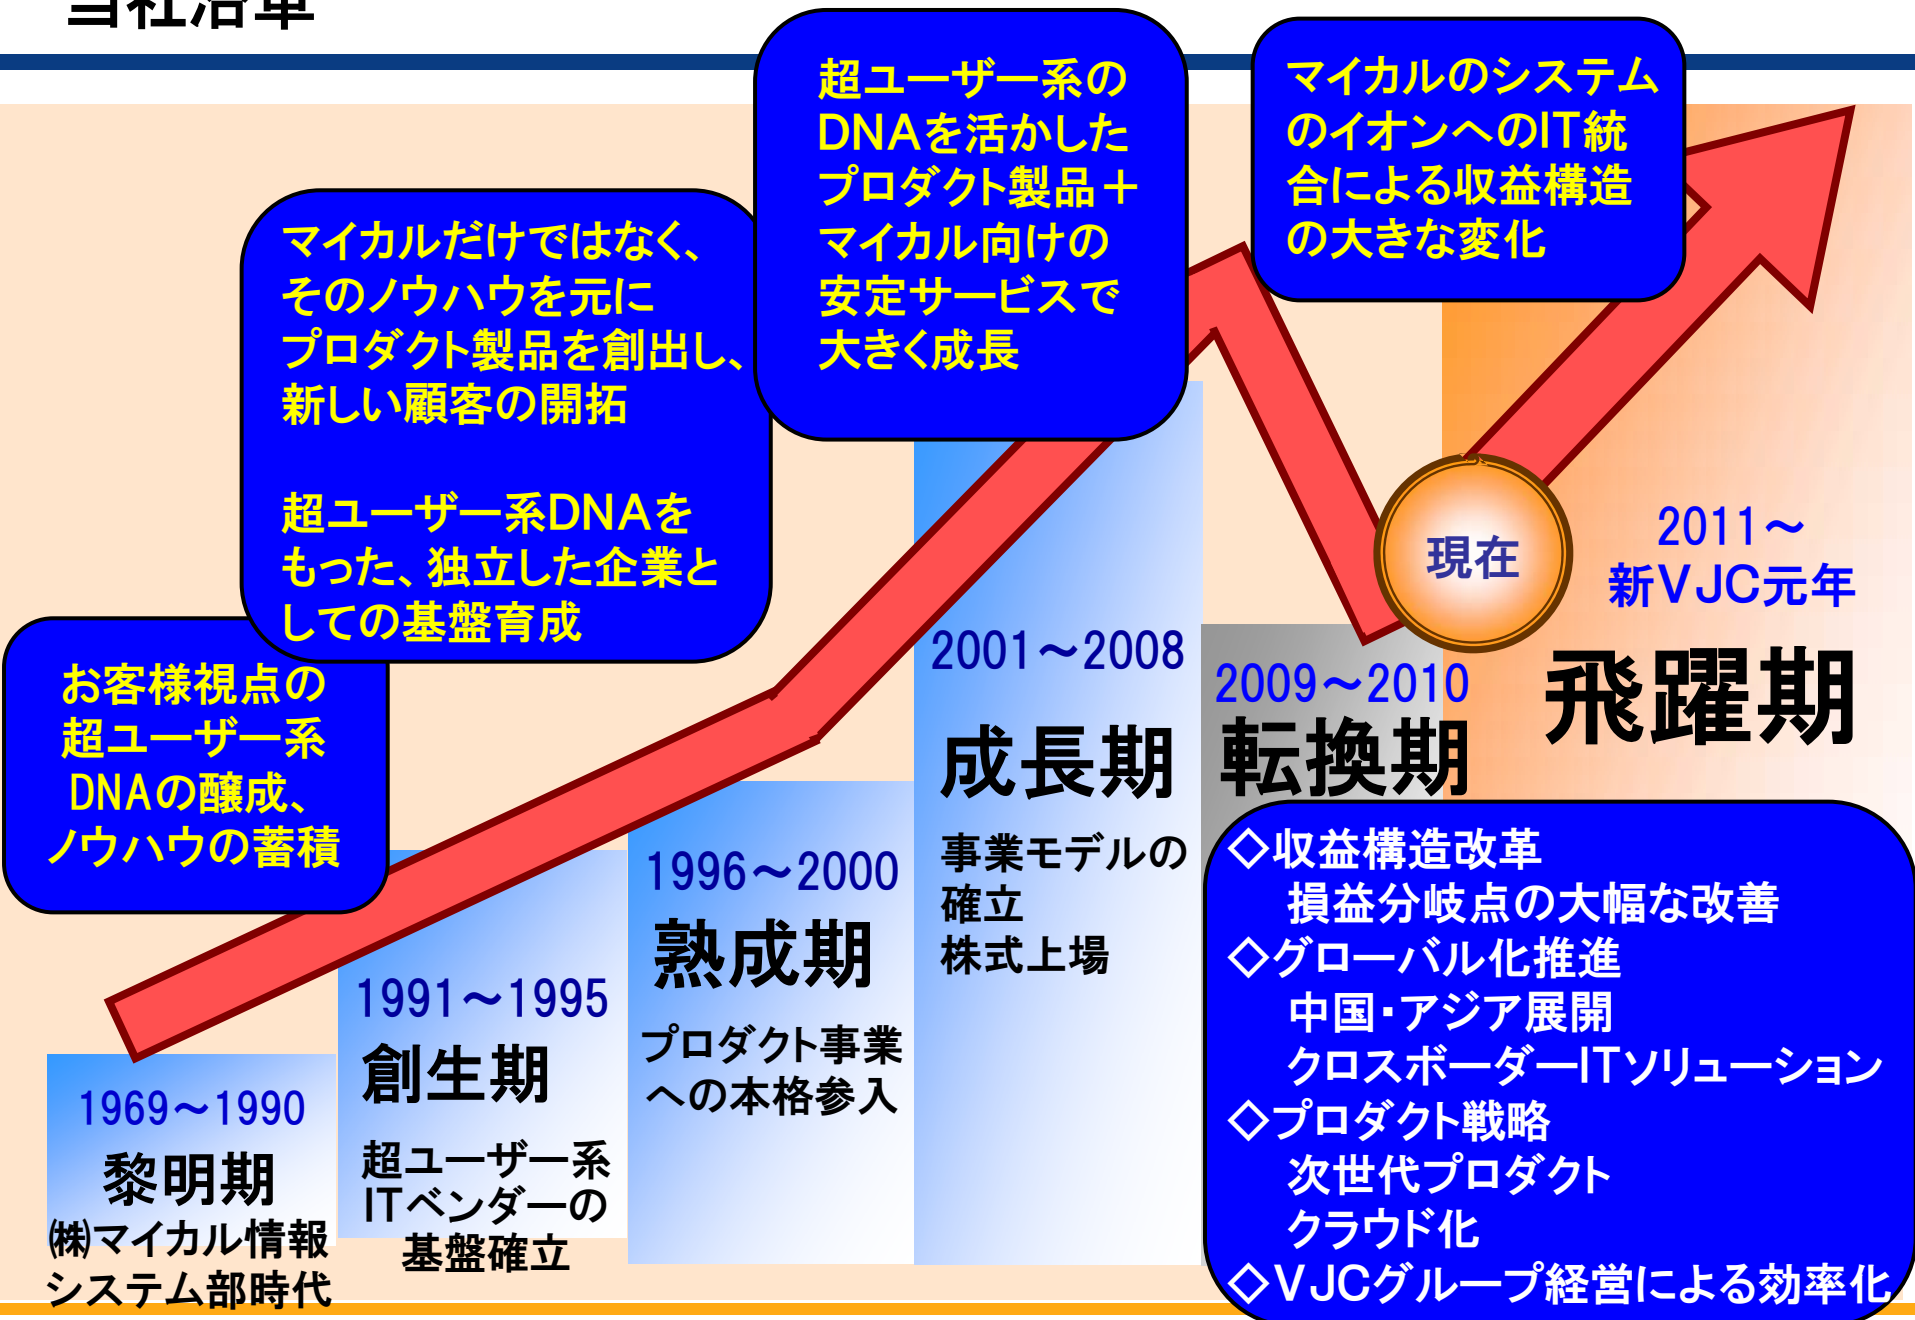 当社沿革
お客様視点の
超ユーザー系
DNAの醸成、
ノウハウの蓄積
マイカルだけではなく、
そのノウハウを元に
プロダクト製品を創出し、
新しい顧客の開拓
超ユーザー系DNAを
もった、独立した企業と
しての基盤育成
超ユーザー系の
DNAを活かした
プロダクト製品＋
マイカル向けの
安定サービスで
大きく成長
マイカルのシステム
のイオンへのIT統
合による収益構造
の大きな変化
1969～1990
黎明期
㈱マイカル情報
システム部時代
1991～1995
創生期
超ユーザー系
ITベンダーの
基盤確立
1996～2000
熟成期
プロダクト事業
への本格参入
2001～2008
成長期
事業モデルの
確立
株式上場
2009～2010
転換期
現在
2011～
新VJC元年
飛躍期
◇収益構造改革
損益分岐点の大幅な改善
◇グローバル化推進
中国・アジア展開
クロスボーダーITソリューション
◇プロダクト戦略
次世代プロダクト
クラウド化
◇VJCグループ経営による効率化